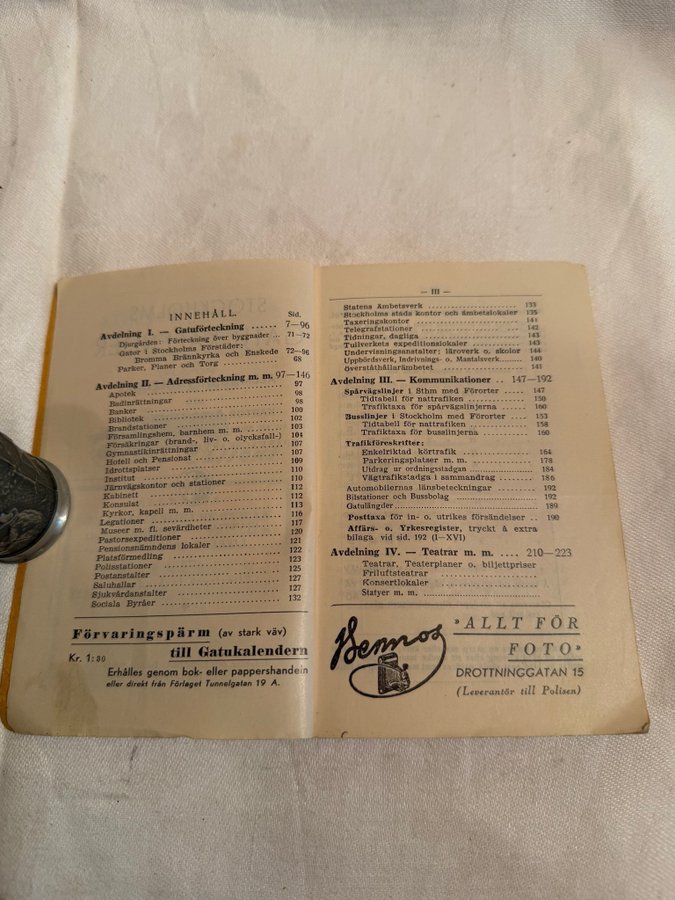 INNEHÅLL.
Sid.
Avdelning I. — Gatuförteckning ...... 7—96
Djurgården: Förteckning över byggnader ... 71—72
Gator i Stockholms Förstäder:
Bromma Brännkyrka och Enskede 72—96
Parker, Planer och Torg ............ 68
Avdelning II. — Adressförteckning m. m. 97—146
Apotek ............ 97
Badinrättningar ............ 98
Banker ............ 98
Bibliotek ............ 100
Brandstationer ............ 102
Församlingshem, barnhem m. m. ............ 103
Försäkringar (brand-, liv- o. olycksfall-) 104
Gymnastikinrättningar ............ 107
Hotell och Pensionat ............ 109
Idrottsplatser ............ 110
Institut ............ 110
Järnvägskontor och stationer ............ 110
Kabinett ............ 112
Konsulat ............ 112
Kyrkor, kapell m. m. ............ 113
Legationer ............ 116
Museer m. fl. sevärdheter ............ 117
Pastorsexpeditioner ............ 120
Pensionsnämndens lokaler ............ 121
Platsförmedling ............ 122
Polisstationer ............ 123
Postanstalter ............ 125
Saluhallar ............ 127
Sjukvårdanstalter ............ 127
Sociala Byråer ............ 132
Förvaringspärm (av stark väv)
till Gatukalendern
Kr. 1:30
Erhålles genom bok- eller pappershandeln
eller direkt från Förlaget Tunnelgatan 19 A.
— III —
Statens Ämbetsverk ............ 133
Stockholms stads kontor och ämbetslokaler 135
Taxeringskontor ............ 141
Telegrafstationer ............ 142
Tidningar, dagliga ............ 143
Tullverkets expeditionslokaler ............ 143
Undervisningsanstalter; läroverk o. skolor 144
Uppbördsverk, Indrivnings- o. Mantalsverk ...... 140
Överståthållarämbetet ............ 141
Avdelning III. — Kommunikationer .. 147—192
Spårvägslinjer i Sthm med Förorter ...... 147
Tidtabell för nattrafiken ............ 150
Trafiktaxa för spårvägslinjerna ...... 160
Busslinjer i Stockholm med Förorter ...... 153
Tidtabell för nattrafiken ............ 158
Trafiktaxa för busslinjerna ............ 160
Trafikföreskrifter:
Enkelriktad körtrafik ............ 164
Parkeringsplatser m. m. ............ 178
Utdrag ur ordningsstadgan ............ 184
Vägtrafikstadga i sammandrag ...... 186
Automobilernas länsbeteckningar ............ 192
Bilstationer och Bussbolag ............ 192
Gatulängder ............ 189
Posttaxa för in- o. utrikes försändelser .. 190
Affärs- o. Yrkesregister, tryckt å extra
bilaga vid sid. 192 (I—XVI)
Avdelning IV. — Teatrar m. m. .... 210—223
Teatrar, Teaterplaner o. biljettpriser
Friluftsteatrar
Konsertlokaler
Statyer m. m.
Bennos
»ALLT FÖR
FOTO»
DROTTNINGGATAN 15
(Leverantör till Polisen)